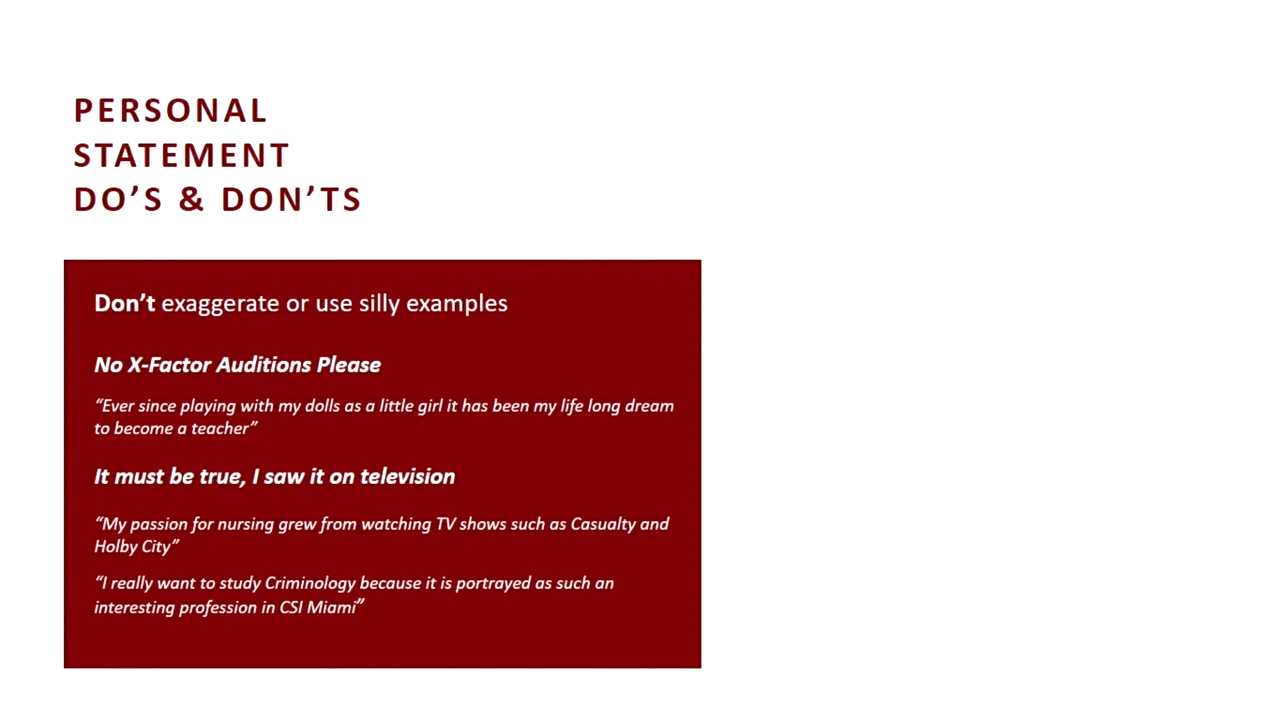 PERSONAL
STATEMENT
DO’S & DON’TS
Don’t exaggerate or use silly examples
No X-Factor Auditions Please
“Ever since playing with my dolls as a little girl it has been my life long dream
to become a teacher”
It must be true, I saw it on television
“My passion for nursing grew from watching TV shows such as Casualty and
Holby City”
“I really want to study Criminology because it is portrayed as such an
interesting profession in CSI Miami”